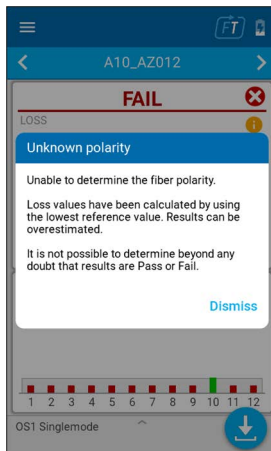 FT
A10_AZ012
FAIL
LOSS
Unknown polarity
Unable to determine the fiber polarity.
Loss values have been calculated by using
the lowest reference value. Results can be
overestimated.
It is not possible to determine beyond any
doubt that results are Pass or Fail.
Dismiss
1 2 3 4 5 6 7 8 9 10 11 12
OS1 Singlemode